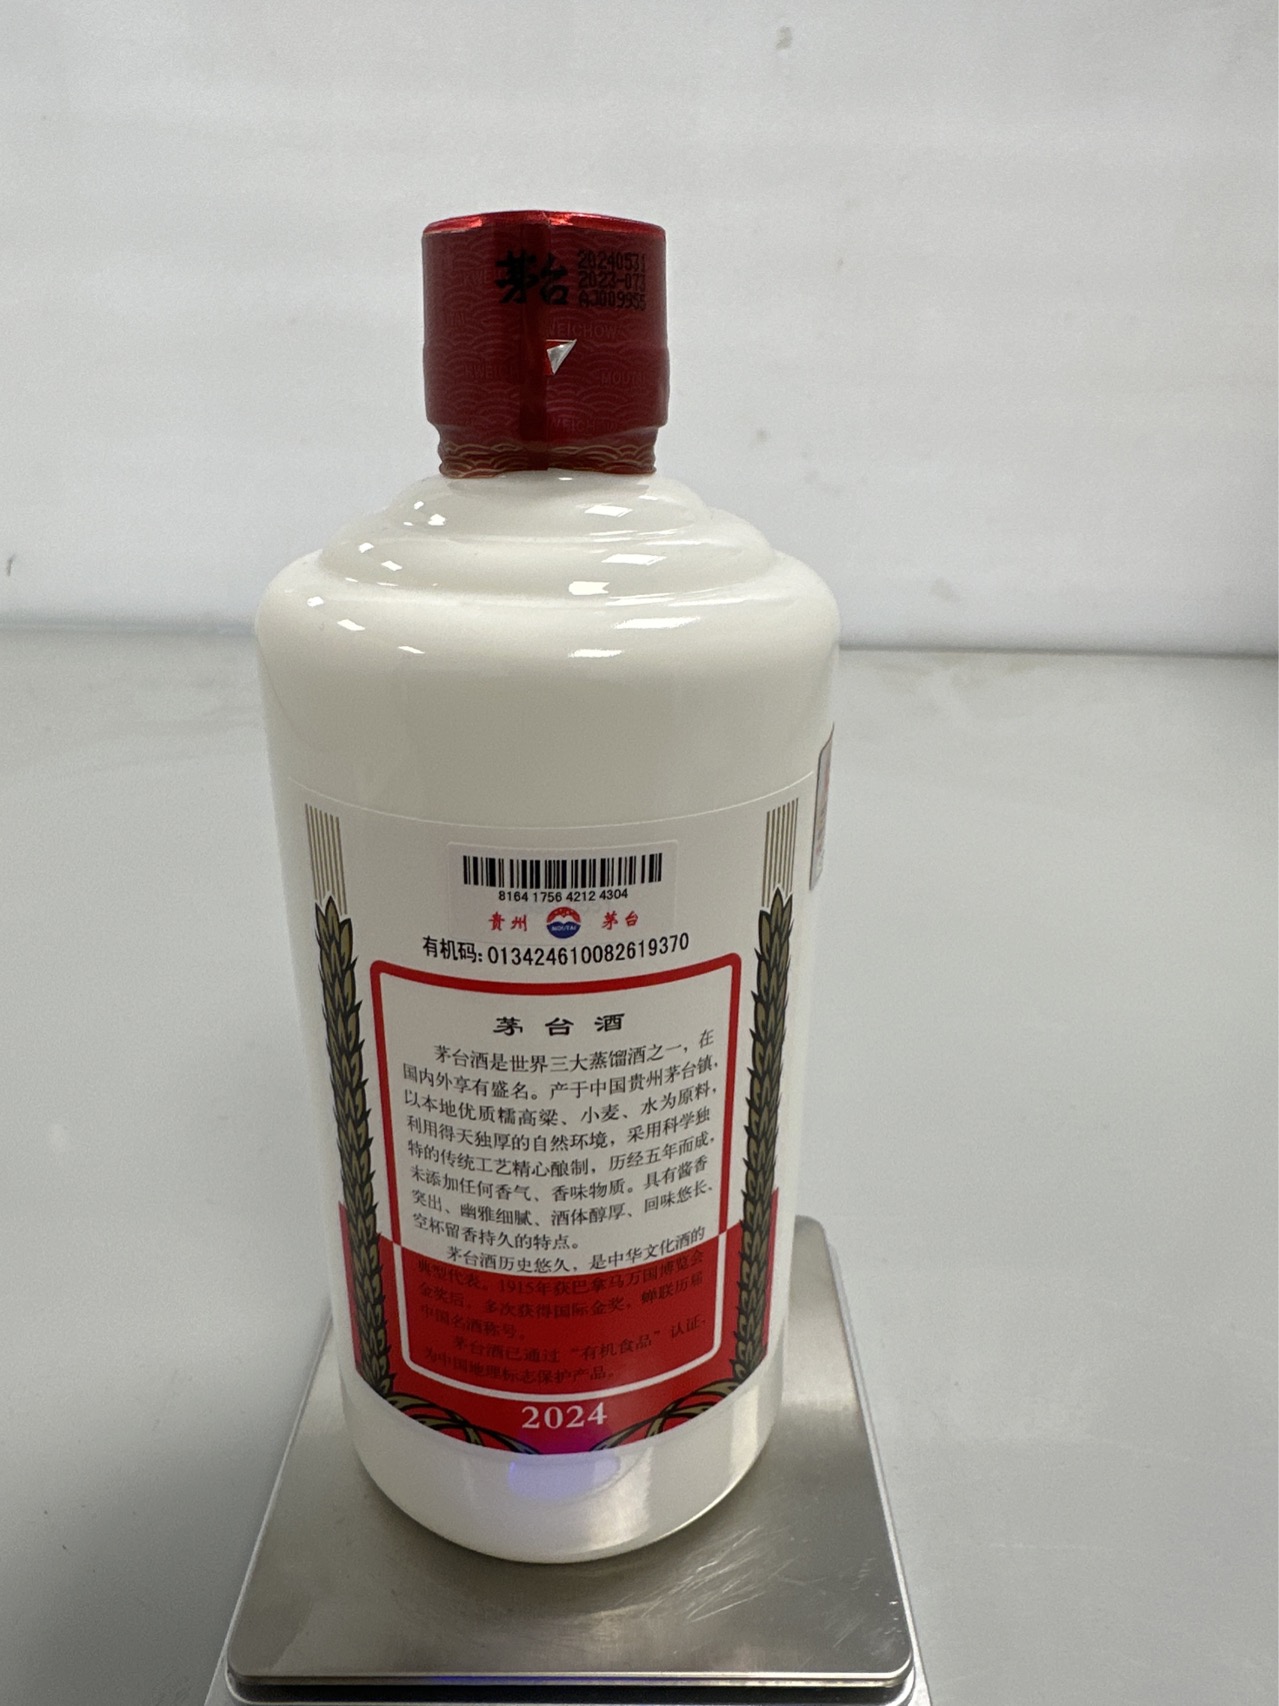 茅台
20240531
2023-073
AJ009955
WEICHOW
8164 1756 4212 4304
贵州 MOUTAI 茅台
有机码:013424610082619370
茅台酒
茅台酒是世界三大蒸馏酒之一，在
国内外享有盛名。产于中国贵州茅台镇，
以本地优质糯高粱、小麦、水为原料，
利用得天独厚的自然环境，采用科学独
特的传统工艺精心酿制，历经五年而成，
未添加任何香气、香味物质。具有酱香
突出、幽雅细腻、酒体醇厚、回味悠长、
空杯留香持久的特点。
茅台酒历史悠久，是中华文化酒的
典型代表。1915年获巴拿马万国博览会
金奖后，多次获得国际金奖，蝉联历届
中国名酒称号。
茅台酒已通过“有机食品”认证，
为中国地理标志保护产品。
2024